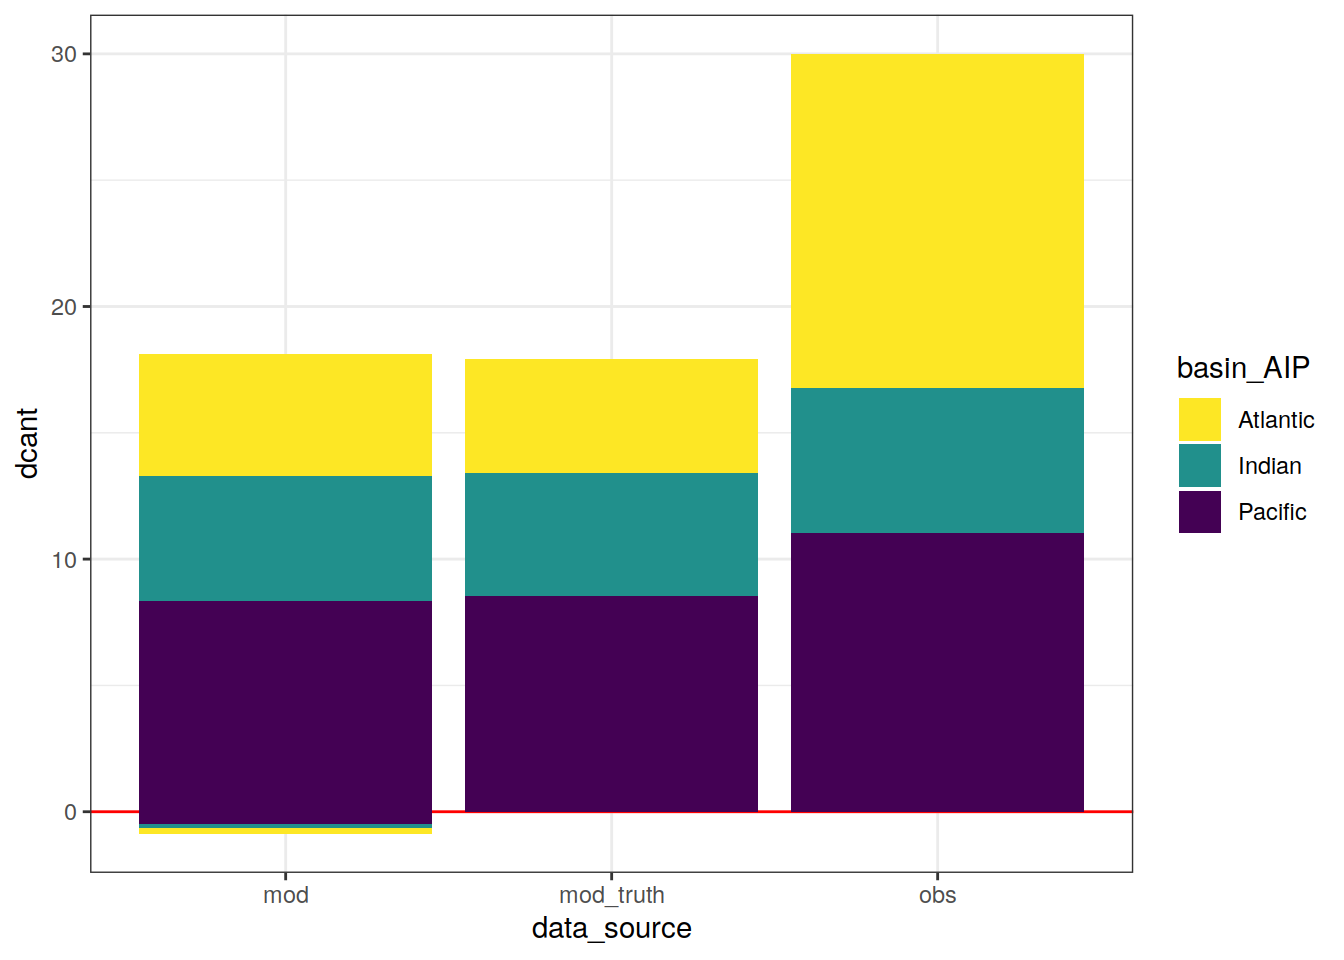 30
20
10
0
dcant
mod
mod_truth
obs
data_source
basin_AIP
Atlantic
Indian
Pacific